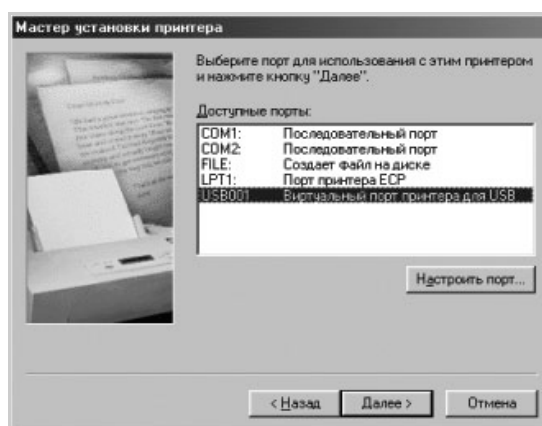 Мастер установки принтера
Выберите порт для использования с этим принтером
и нажмите кнопку "Далее".
Доступные порты:
COM1: Последовательный порт
COM2: Последовательный порт
FILE: Создает файл на диске
LPT1: Порт принтера ECP
USB001 Виртуальный порт принтера для USB
Настроить порт...
< Назад Далее > Отмена